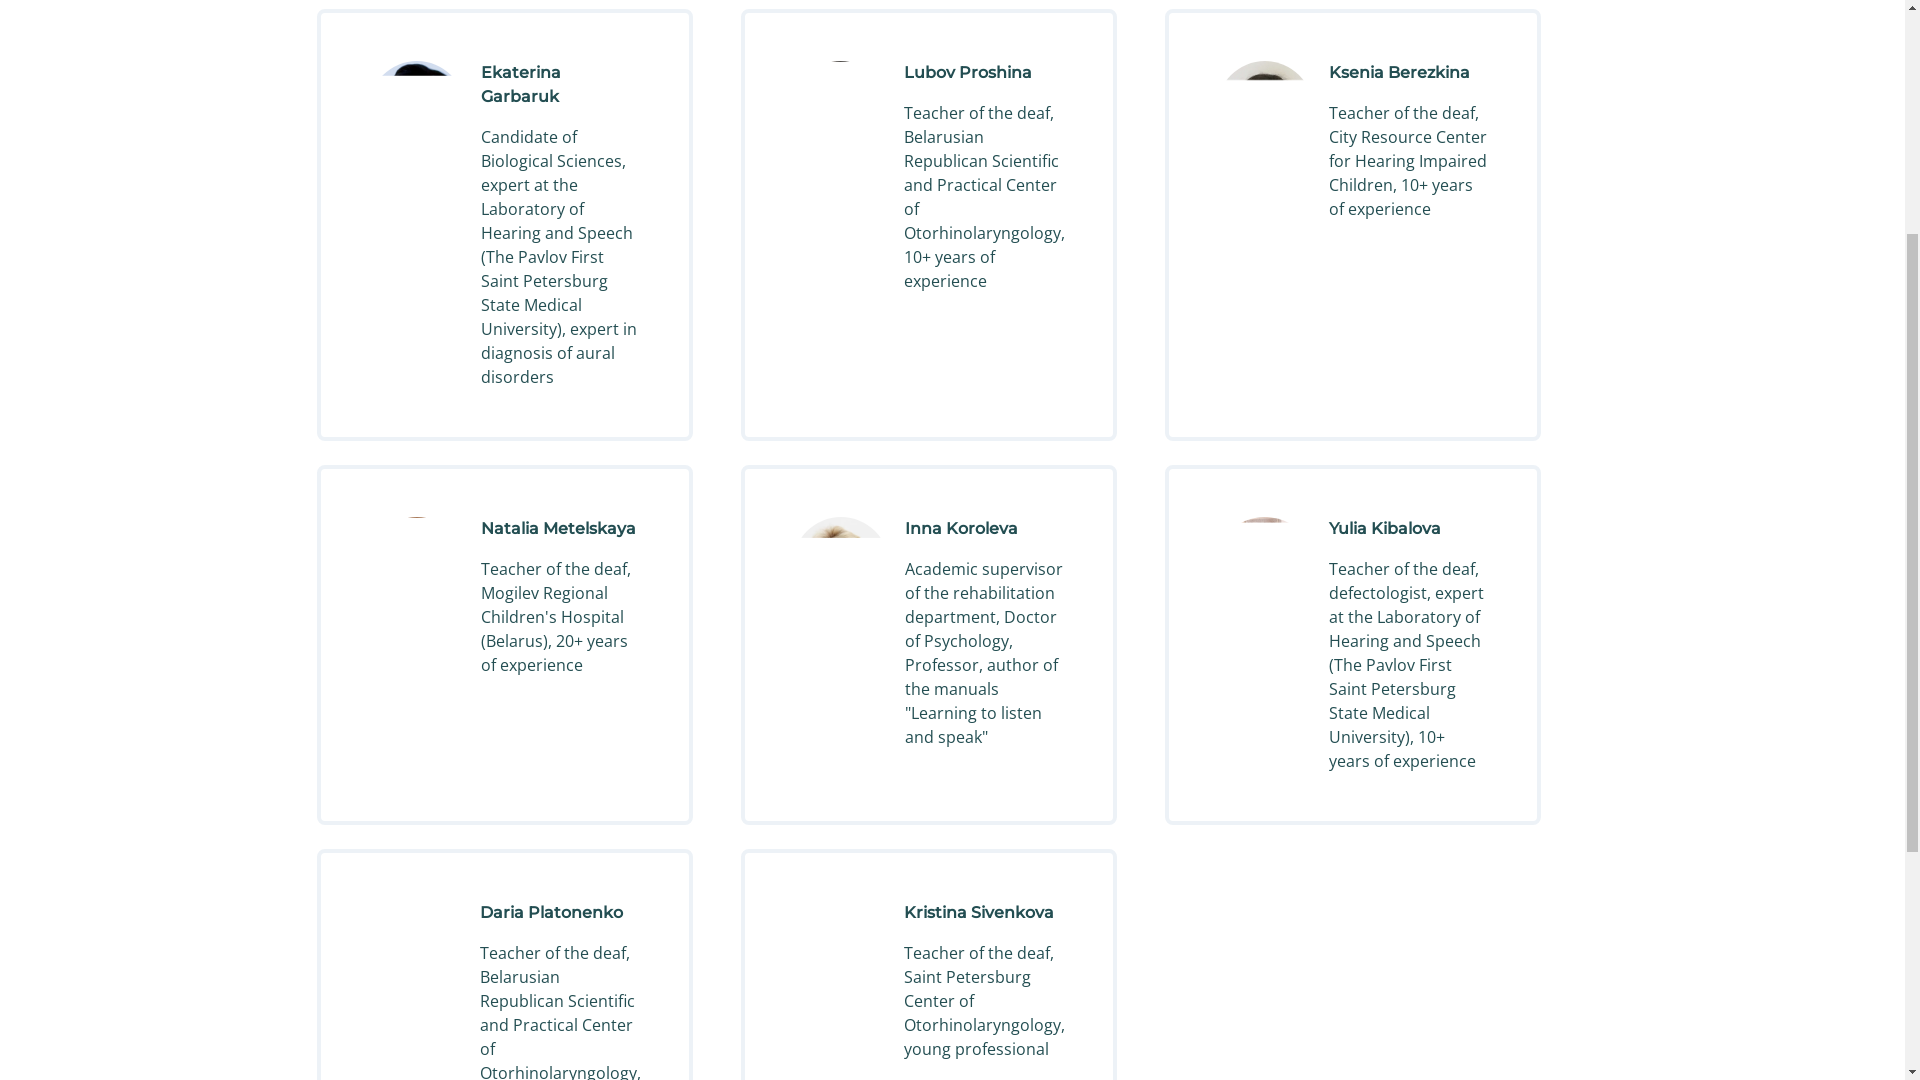 Ekaterina
Garbaruk
Candidate of
Biological Sciences,
expert at the
Laboratory of
Hearing and Speech
(The Pavlov First
Saint Petersburg
State Medical
University), expert in
diagnosis of aural
disorders
Lubov Proshina
Teacher of the deaf,
Belarusian
Republican Scientific
and Practical Center
of
Otorhinolaryngology,
10+ years of
experience
Ksenia Berezkina
Teacher of the deaf,
City Resource Center
for Hearing Impaired
Children, 10+ years
of experience
Natalia Metelskaya
Teacher of the deaf,
Mogilev Regional
Children's Hospital
(Belarus), 20+ years
of experience
Inna Koroleva
Academic supervisor
of the rehabilitation
department, Doctor
of Psychology,
Professor, author of
the manuals
"Learning to listen
and speak"
Yulia Kibalova
Teacher of the deaf,
defectologist, expert
at the Laboratory of
Hearing and Speech
(The Pavlov First
Saint Petersburg
State Medical
University), 10+
years of experience
Daria Platonenko
Teacher of the deaf,
Belarusian
Republican Scientific
and Practical Center
of
Otorhinolaryngology,
Kristina Sivenkova
Teacher of the deaf,
Saint Petersburg
Center of
Otorhinolaryngology,
young professional